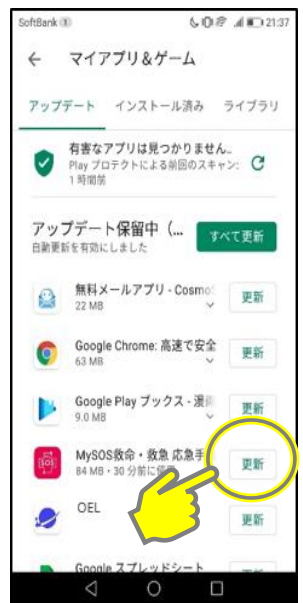 SoftBank ① 21:37
← マイアプリ&ゲーム
アップデート インストール済み ライブラリ
有害なアプリは見つかりません…
Play プロテクトによる前回のスキャン:
1 時間前
アップデート保留中（... すべて更新
自動更新を有効にしました
無料メールアプリ - Cosmo
22 MB 更新
Google Chrome: 高速で安全
63 MB 更新
Google Play ブックス - 漫
9.0 MB 更新
MySOS救命・救急 応急手
84 MB • 30 分前に 更新
OEL
更新
Google スプレッドシート